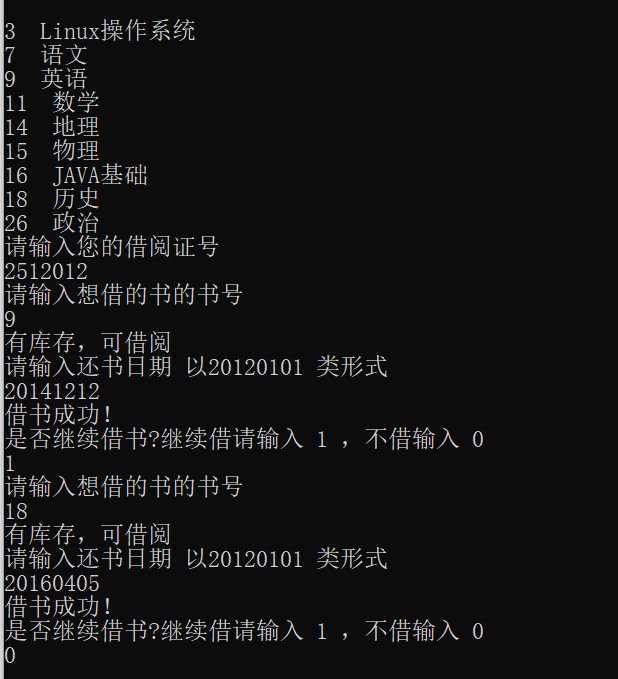 3  Linux操作系统
7  语文
9  英语
11  数学
14  地理
15  物理
16  JAVA基础
18  历史
26  政治
请输入您的借阅证号
2512012
请输入想借的书的书号
9
有库存，可借阅
请输入还书日期 以20120101 类形式
20141212
借书成功！
是否继续借书?继续借请输入 1 ，不借输入 0
1
请输入想借的书的书号
18
有库存，可借阅
请输入还书日期 以20120101 类形式
20160405
借书成功！
是否继续借书?继续借请输入 1 ，不借输入 0
0